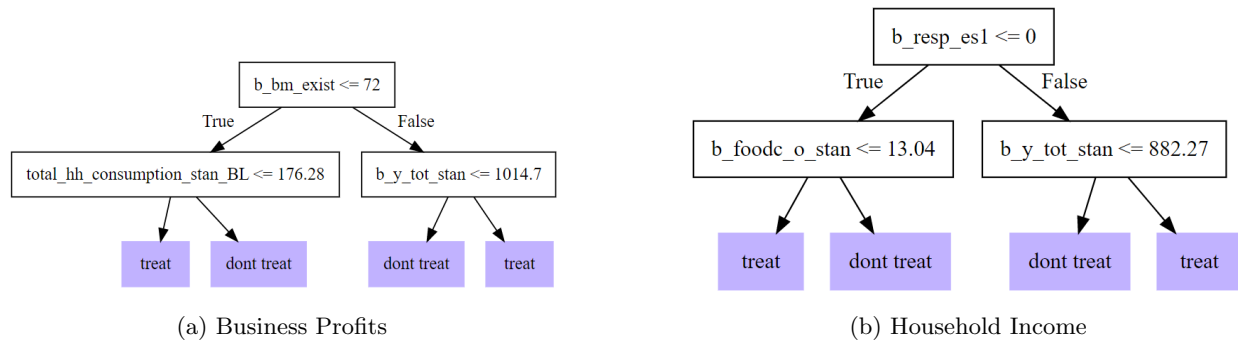 b_bm_exist <= 72
True
False
total_hh_consumption_stan_BL <= 176.28
b_y_tot_stan <= 1014.7
treat
dont treat
dont treat
treat
(a) Business Profits
b_resp_es1 <= 0
True
False
b_foodc_o_stan <= 13.04
b_y_tot_stan <= 882.27
treat
dont treat
dont treat
treat
(b) Household Income